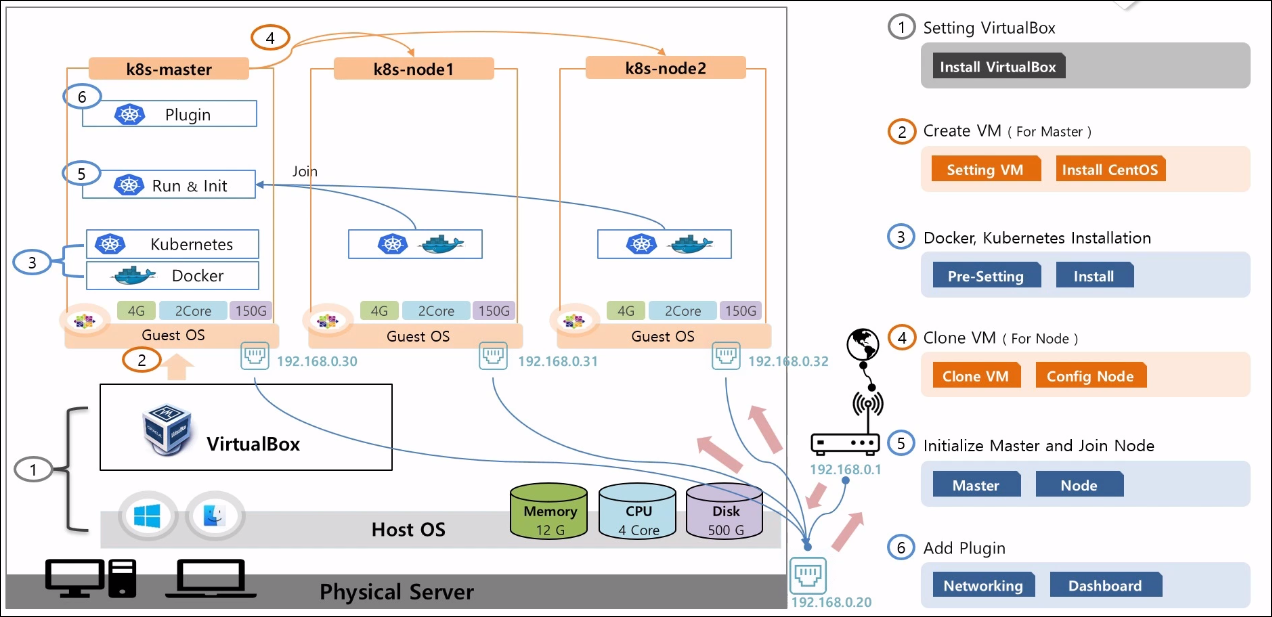 4
k8s-master
k8s-node1
k8s-node2
6
Plugin
5
Run & Init
Join
3
Kubernetes
Docker
4G
2Core
150G
4G
2Core
150G
4G
2Core
150G
Guest OS
Guest OS
Guest OS
2
192.168.0.30
192.168.0.31
192.168.0.32
1
VirtualBox
192.168.0.1
Host OS
Memory
12 G
CPU
4 Core
Disk
500 G
Physical Server
192.168.0.20
1 Setting VirtualBox
Install VirtualBox
2 Create VM ( For Master )
Setting VM
Install CentOS
3 Docker, Kubernetes Installation
Pre-Setting
Install
4 Clone VM ( For Node )
Clone VM
Config Node
5 Initialize Master and Join Node
Master
Node
6 Add Plugin
Networking
Dashboard